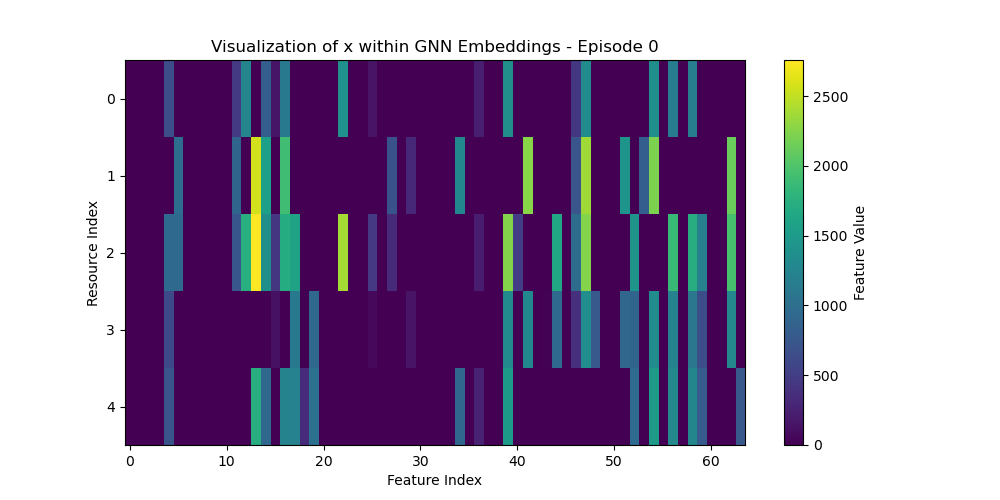 Visualization of x within GNN Embeddings - Episode 0
Resource Index
0
1
2
3
4
0 10 20 30 40 50 60
Feature Index
2500
2000
1500
1000
500
0
Feature Value